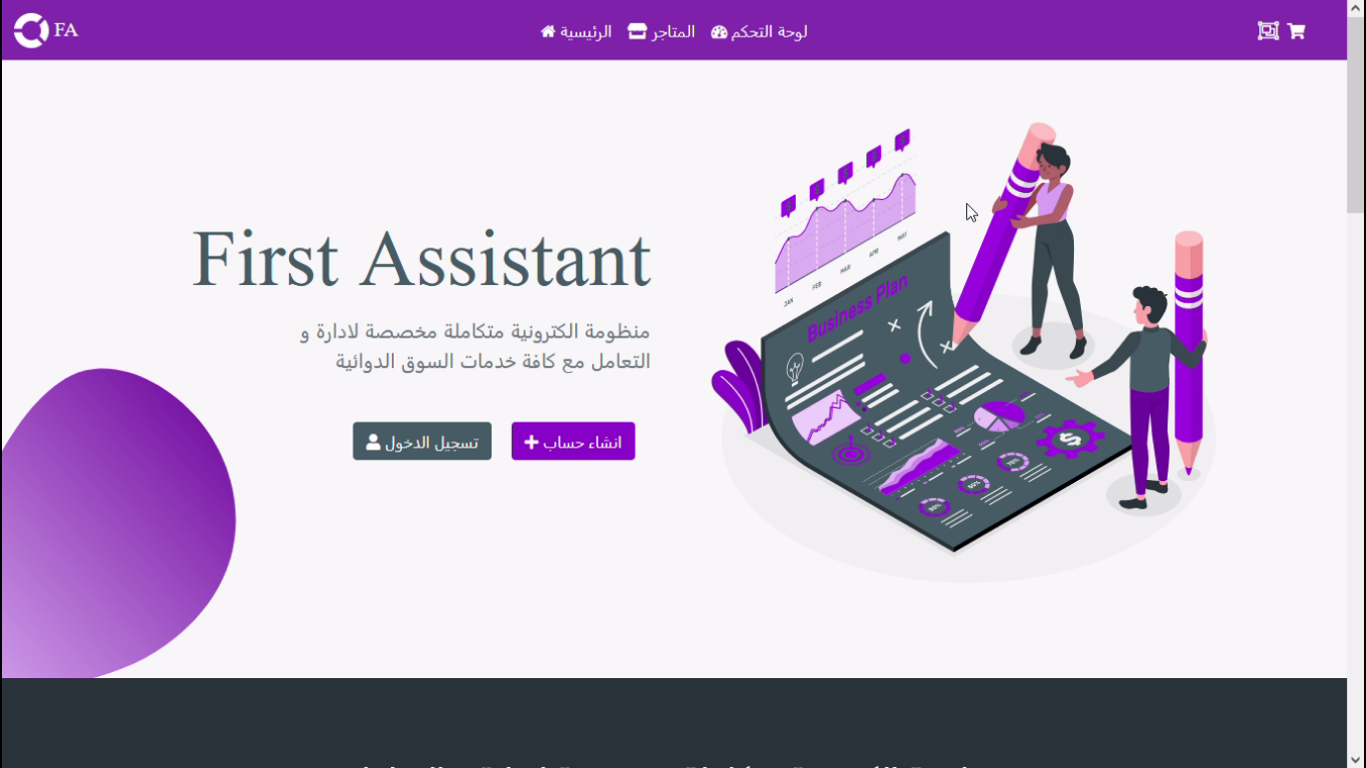 FA
الرئيسية
المتاجر
لوحة التحكم
First Assistant
منظومة الكترونية متكاملة مخصصة لادارة و
التعامل مع كافة خدمات السوق الدوائية
انشاء حساب
تسجيل الدخول
JAN
FEB
MAR
APR
MAY
Business Plan